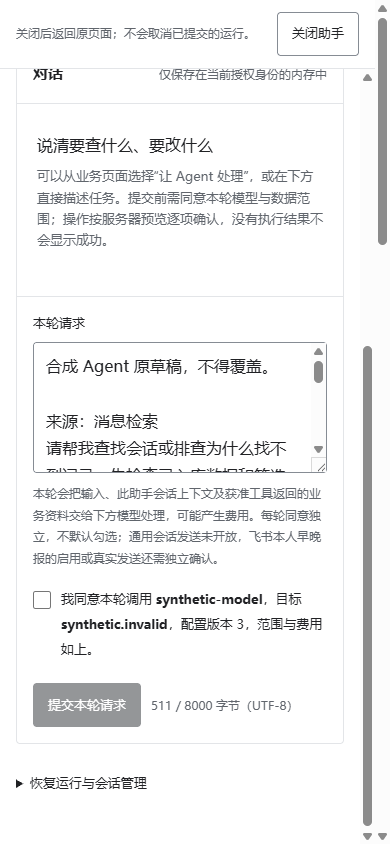 关闭后返回原页面；不会取消已提交的运行。
关闭助手
对话
仅保存在当前授权身份的内存中
说清要查什么、要改什么
可以从业务页面选择“让 Agent 处理”，或在下方
直接描述任务。提交前需同意本轮模型与数据范
围；操作按服务器预览逐项确认，没有执行结果不
会显示成功。
本轮请求
合成 Agent 原草稿，不得覆盖。
来源：消息检索
请帮我查找会话或排查为什么找不
本轮会把输入、此助手会话上下文及获准工具返回的业
务资料交给下方模型处理，可能产生费用。每轮同意独
立，不默认勾选；通用会话发送未开放，飞书本人早晚
报的启用或真实发送还需独立确认。
我同意本轮调用 synthetic-model，目标
synthetic.invalid，配置版本 3，范围与费用
如上。
提交本轮请求
511 / 8000 字节（UTF-8）
恢复运行与会话管理